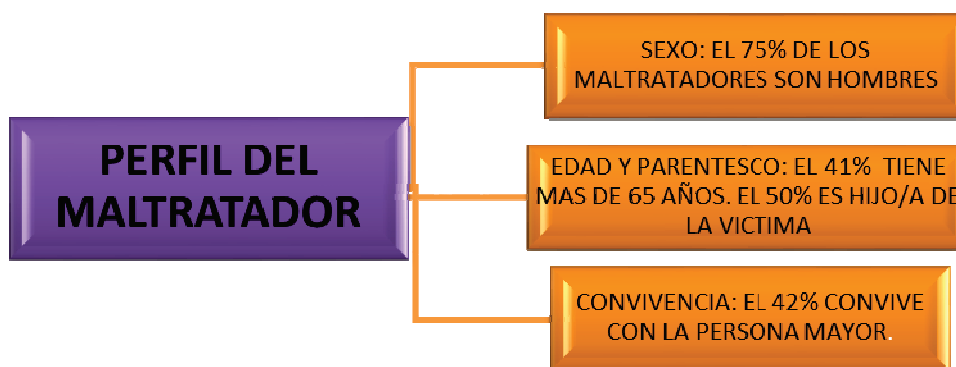 PERFIL DEL
MALTRATADOR
SEXO: EL 75% DE LOS
MALTRATADORES SON HOMBRES
EDAD Y PARENTESCO: EL 41% TIENE
MAS DE 65 AÑOS. EL 50% ES HIJO/A DE
LA VICTIMA
CONVIVENCIA: EL 42% CONVIVE
CON LA PERSONA MAYOR.